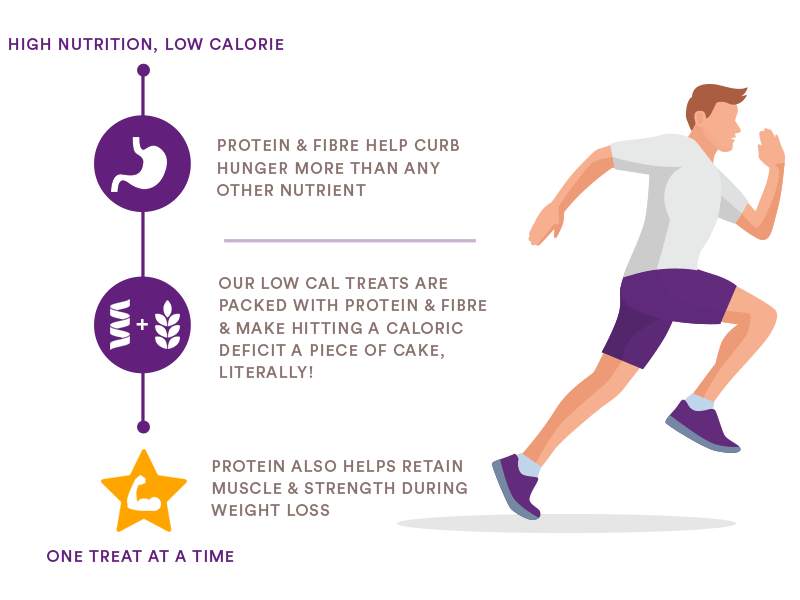 HIGH NUTRITION, LOW CALORIE
PROTEIN & FIBRE HELP CURB
HUNGER MORE THAN ANY
OTHER NUTRIENT
+
OUR LOW CAL TREATS ARE
PACKED WITH PROTEIN & FIBRE
& MAKE HITTING A CALORIC
DEFICIT A PIECE OF CAKE,
LITERALLY!
PROTEIN ALSO HELPS RETAIN
MUSCLE & STRENGTH DURING
WEIGHT LOSS
ONE TREAT AT A TIME